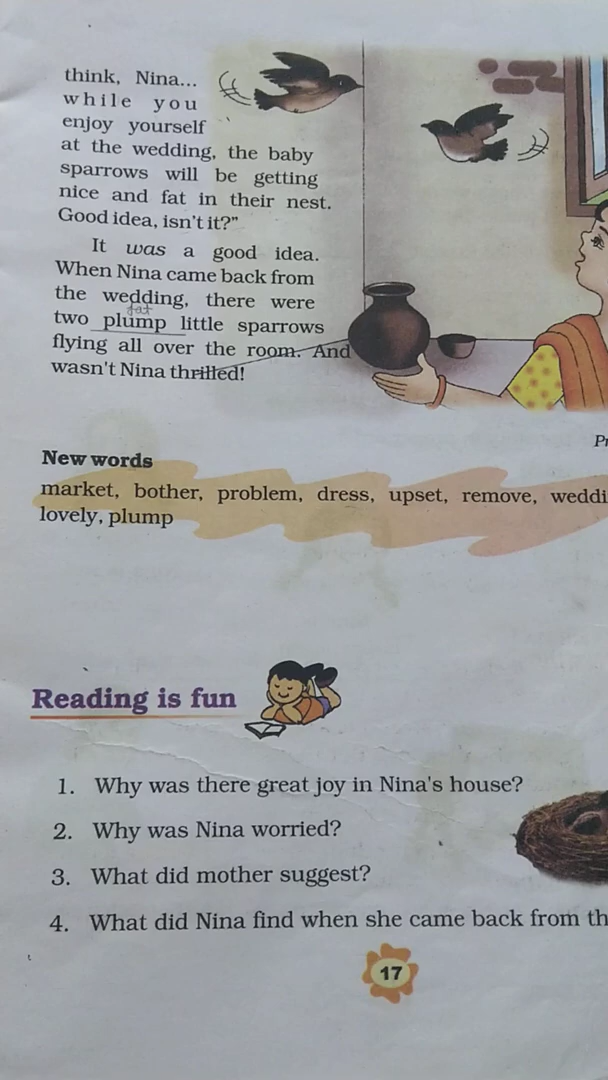 think, Nina...
while you
enjoy yourself
at the wedding, the baby
sparrows will be getting
nice and fat in their nest.
Good idea, isn't it?"
It was a good idea.
When Nina came back from
the wedding, there were
fat
two plump little sparrows
flying all over the room. And
wasn't Nina thrilled!
Pr
New words
market, bother, problem, dress, upset, remove, weddi
lovely, plump
Reading is fun
1. Why was there great joy in Nina's house?
2. Why was Nina worried?
3. What did mother suggest?
4. What did Nina find when she came back from th
17